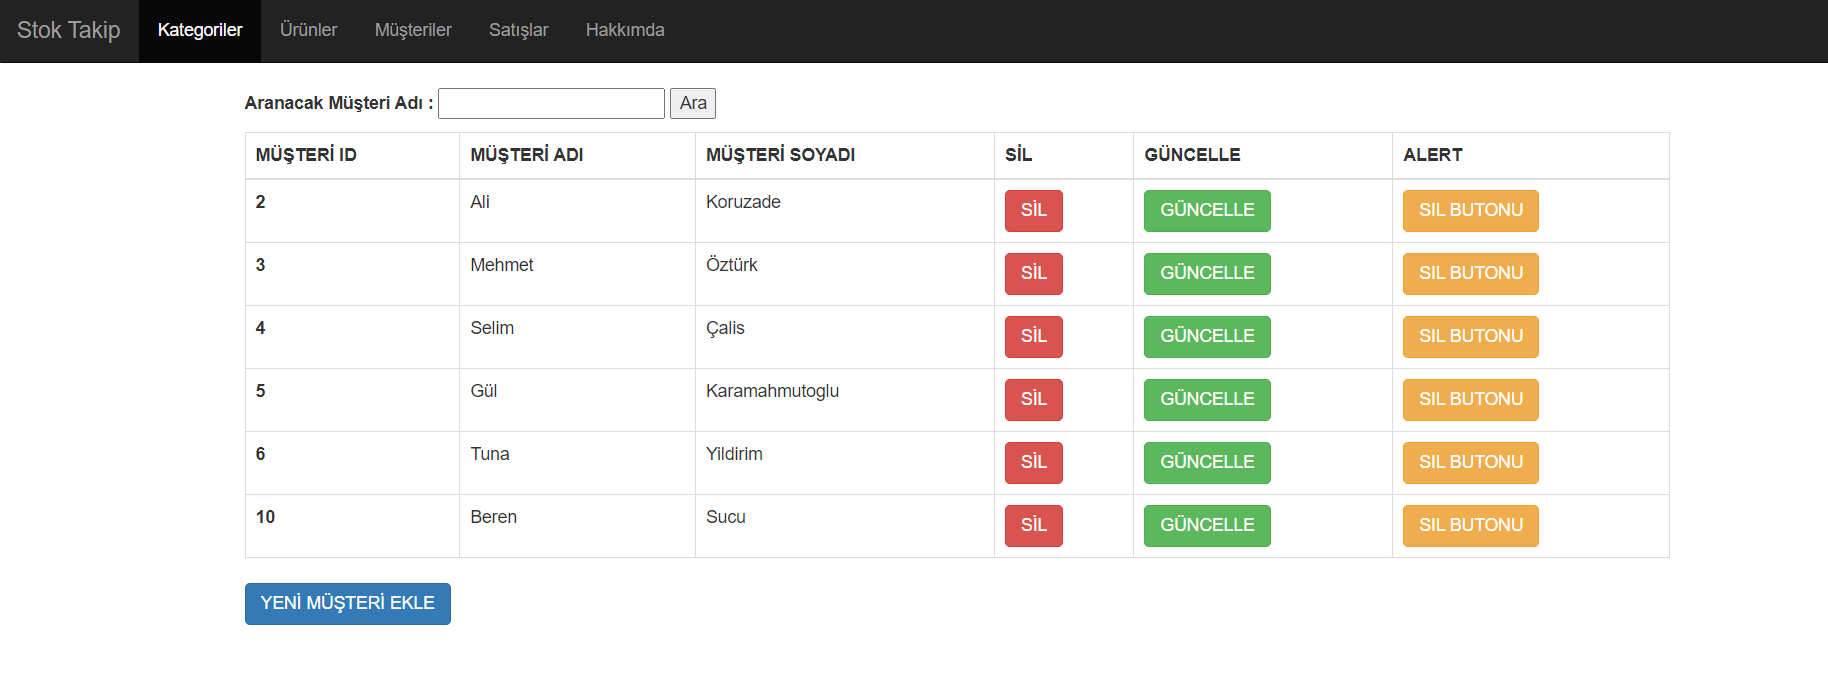 Stok Takip Kategoriler Ürünler Müşteriler Satışlar Hakkımda
Aranacak Müşteri Adı : Ara
MÜŞTERİ ID MÜŞTERİ ADI MÜŞTERİ SOYADI SİL GÜNCELLE ALERT
2 Ali Koruzade SİL GÜNCELLE SIL BUTONU
3 Mehmet Öztürk SİL GÜNCELLE SIL BUTONU
4 Selim Çalis SİL GÜNCELLE SIL BUTONU
5 Gül Karamahmutoglu SİL GÜNCELLE SIL BUTONU
6 Tuna Yildirim SİL GÜNCELLE SIL BUTONU
10 Beren Sucu SİL GÜNCELLE SIL BUTONU
YENİ MÜŞTERİ EKLE